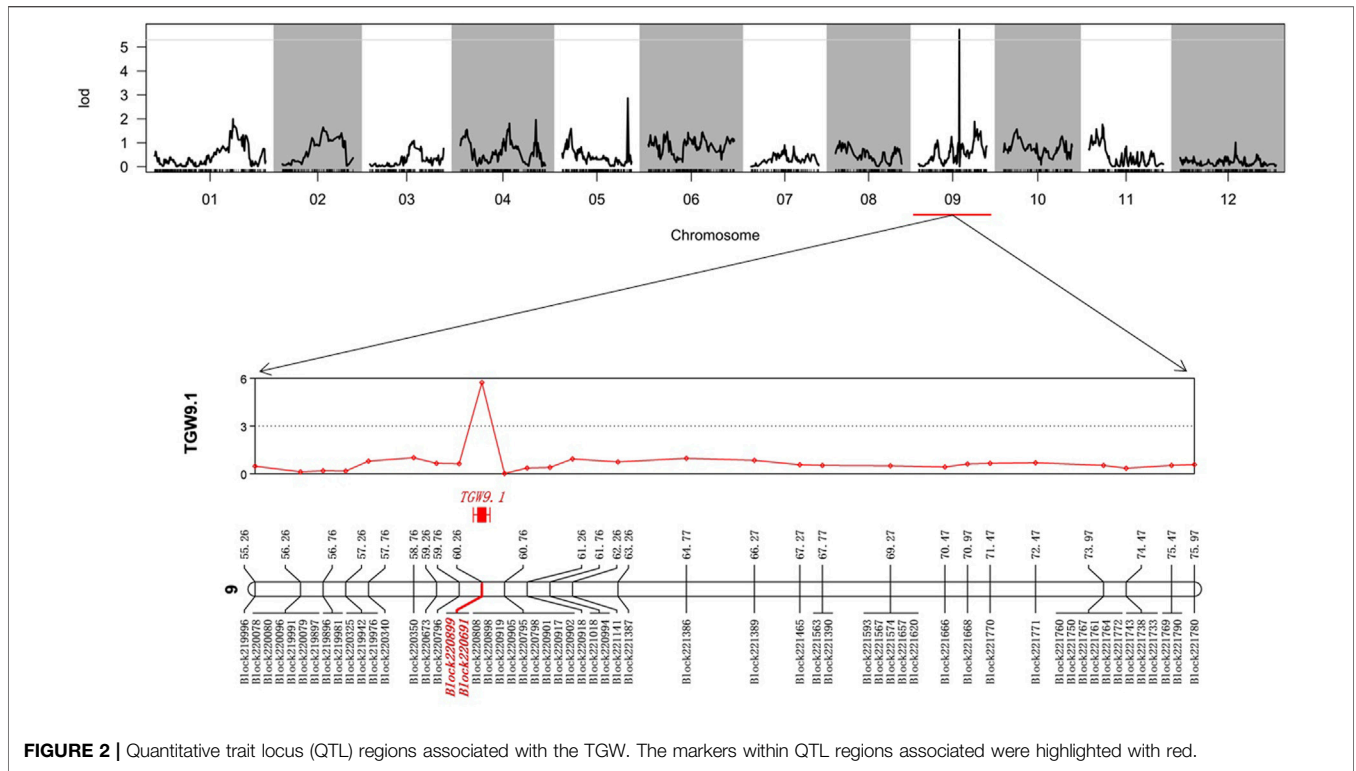 5
4
3
2
1
0
lod
01 02 03 04 05 06 07 08 09 10 11 12
Chromosome
TGW9.1
6
3
0
TGW9.1
55.26 56.26 56.76 57.26 57.76 58.76 59.26 59.76 60.26 60.76 61.26 61.76 62.26 63.26 64.77 66.27 67.27 67.77 69.27 70.47 70.97 71.47 72.47 73.97 74.47 75.47 75.97
9
Block219996
Block220078
Block220080
Block220096
Block219991
Block220079
Block219897
Block219896
Block219981
Block220325
Block219942
Block219976
Block220340
Block220350
Block220673
Block220796
Block220899
Block220691
Block220808
Block220898
Block220919
Block220905
Block220795
Block220798
Block220901
Block220917
Block220902
Block220918
Block221018
Block220994
Block221141
Block221387
Block221386
Block221389
Block221465
Block221563
Block221390
Block221593
Block221567
Block221574
Block221657
Block221620
Block221666
Block221668
Block221770
Block221771
Block221760
Block221750
Block221767
Block221761
Block221764
Block221772
Block221743
Block221738
Block221733
Block221769
Block221790
Block221780
FIGURE 2 | Quantitative trait locus (QTL) regions associated with the TGW. The markers within QTL regions associated were highlighted with red.